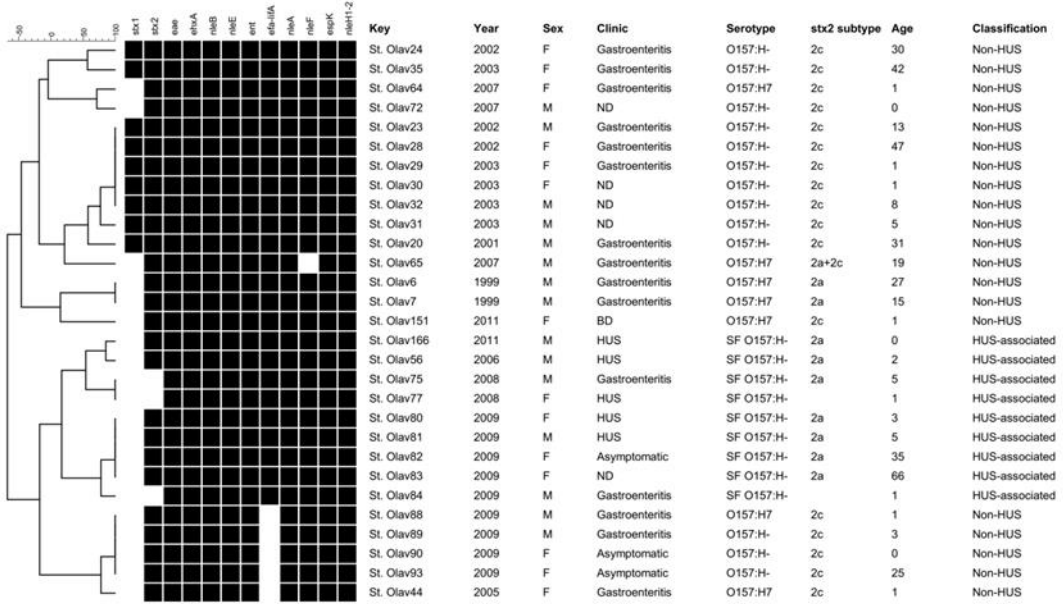 -50 0 50 100
stx1 stx2 eae ehxA nleB nleE ent efa-lifA nleA nleF espK nleH1-2
Key Year Sex Clinic Serotype stx2 subtype Age Classification
St. Olav24 2002 F Gastroenteritis O157:H- 2c 30 Non-HUS
St. Olav35 2003 F Gastroenteritis O157:H- 2c 42 Non-HUS
St. Olav64 2007 F Gastroenteritis O157:H7 2c 1 Non-HUS
St. Olav72 2007 M ND O157:H- 2c 0 Non-HUS
St. Olav23 2002 M Gastroenteritis O157:H- 2c 13 Non-HUS
St. Olav28 2002 F Gastroenteritis O157:H- 2c 47 Non-HUS
St. Olav29 2003 F Gastroenteritis O157:H- 2c 1 Non-HUS
St. Olav30 2003 F ND O157:H- 2c 1 Non-HUS
St. Olav32 2003 M ND O157:H- 2c 8 Non-HUS
St. Olav31 2003 M ND O157:H- 2c 5 Non-HUS
St. Olav20 2001 M Gastroenteritis O157:H- 2c 31 Non-HUS
St. Olav65 2007 M Gastroenteritis O157:H7 2a+2c 19 Non-HUS
St. Olav6 1999 M Gastroenteritis O157:H7 2a 27 Non-HUS
St. Olav7 1999 M Gastroenteritis O157:H7 2a 15 Non-HUS
St. Olav151 2011 F BD O157:H7 2c 1 Non-HUS
St. Olav166 2011 M HUS SF O157:H- 2a 0 HUS-associated
St. Olav56 2006 M HUS SF O157:H- 2a 2 HUS-associated
St. Olav75 2008 M Gastroenteritis SF O157:H- 2a 5 HUS-associated
St. Olav77 2008 F HUS SF O157:H- 1 HUS-associated
St. Olav80 2009 F HUS SF O157:H- 2a 3 HUS-associated
St. Olav81 2009 M HUS SF O157:H- 2a 5 HUS-associated
St. Olav82 2009 F Asymptomatic SF O157:H- 2a 35 HUS-associated
St. Olav83 2009 F ND SF O157:H- 2a 66 HUS-associated
St. Olav84 2009 M Gastroenteritis SF O157:H- 1 HUS-associated
St. Olav88 2009 M Gastroenteritis O157:H7 2c 1 Non-HUS
St. Olav89 2009 M Gastroenteritis O157:H- 2c 3 Non-HUS
St. Olav90 2009 F Asymptomatic O157:H- 2c 0 Non-HUS
St. Olav93 2009 F Asymptomatic O157:H- 2c 25 Non-HUS
St. Olav44 2005 F Gastroenteritis O157:H7 2c 1 Non-HUS